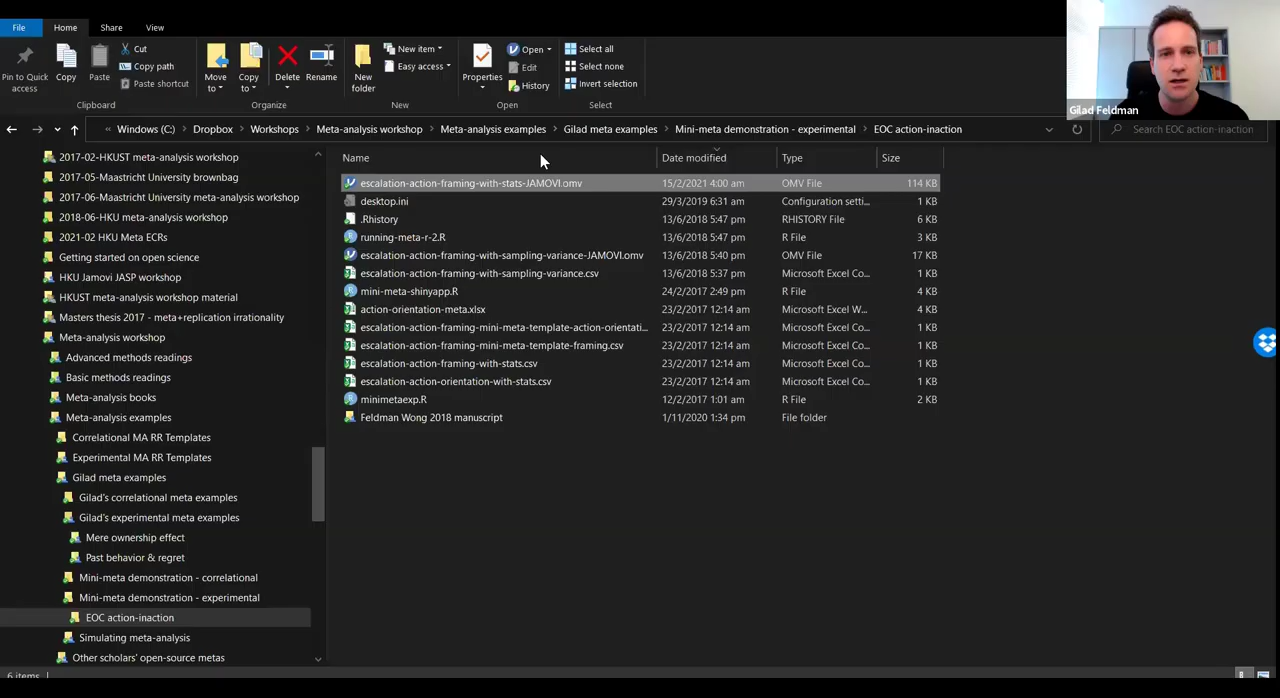 File Home Share View
Pin to Quick access
Copy
Paste
Cut
Copy path
Paste shortcut
Clipboard
Move to
Copy to
Delete
Rename
Organize
New folder
New item
Easy access
New
Properties
Open
Edit
History
Open
Select all
Select none
Invert selection
Select
Gilad Feldman
« Windows (C:) > Dropbox > Workshops > Meta-analysis workshop > Meta-analysis examples > Gilad meta examples > Mini-meta demonstration - experimental > EOC action-inaction
Search EOC action-inaction
2017-02-HKUST meta-analysis workshop
2017-05-Maastricht University brownbag
2017-06-Maastricht University meta-analysis workshop
2018-06-HKU meta-analysis workshop
2021-02 HKU Meta ECRs
Getting started on open science
HKU Jamovi JASP workshop
HKUST meta-analysis workshop material
Masters thesis 2017 - meta+replication irrationality
Meta-analysis workshop
Advanced methods readings
Basic methods readings
Meta-analysis books
Meta-analysis examples
Correlational MA RR Templates
Experimental MA RR Templates
Gilad meta examples
Gilad's correlational meta examples
Gilad's experimental meta examples
Mere ownership effect
Past behavior & regret
Mini-meta demonstration - correlational
Mini-meta demonstration - experimental
EOC action-inaction
Simulating meta-analysis
Other scholars' open-source metas
Name Date modified Type Size
escalation-action-framing-with-stats-JAMOVI.omv 15/2/2021 4:00 am OMV File 114 KB
desktop.ini 29/3/2019 6:31 am Configuration setti... 1 KB
.Rhistory 13/6/2018 5:47 pm RHISTORY File 6 KB
running-meta-r-2.R 13/6/2018 5:47 pm R File 3 KB
escalation-action-framing-with-sampling-variance-JAMOVI.omv 13/6/2018 5:40 pm OMV File 17 KB
escalation-action-framing-with-sampling-variance.csv 13/6/2018 5:37 pm Microsoft Excel Co... 1 KB
mini-meta-shinyapp.R 24/2/2017 2:49 pm R File 4 KB
action-orientation-meta.xlsx 23/2/2017 12:14 am Microsoft Excel W... 4 KB
escalation-action-framing-mini-meta-template-action-orientati... 23/2/2017 12:14 am Microsoft Excel Co... 1 KB
escalation-action-framing-mini-meta-template-framing.csv 23/2/2017 12:14 am Microsoft Excel Co... 1 KB
escalation-action-framing-with-stats.csv 23/2/2017 12:14 am Microsoft Excel Co... 1 KB
escalation-action-orientation-with-stats.csv 23/2/2017 12:14 am Microsoft Excel Co... 1 KB
minimetaexp.R 12/2/2017 1:01 am R File 2 KB
Feldman Wong 2018 manuscript 1/11/2020 1:34 pm File folder
6 items